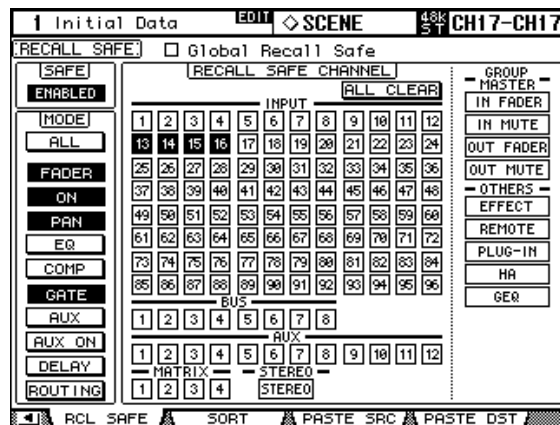 1 Initial Data EDIT ◇SCENE 48k ST CH17-CH17
RECALL SAFE □ Global Recall Safe
SAFE
ENABLED
MODE
ALL
FADER
ON
PAN
EQ
COMP
GATE
AUX
AUX ON
DELAY
ROUTING
RECALL SAFE CHANNEL
ALL CLEAR
INPUT
1 2 3 4 5 6 7 8 9 10 11 12
13 14 15 16 17 18 19 20 21 22 23 24
25 26 27 28 29 30 31 32 33 34 35 36
37 38 39 40 41 42 43 44 45 46 47 48
49 50 51 52 53 54 55 56 57 58 59 60
61 62 63 64 65 66 67 68 69 70 71 72
73 74 75 76 77 78 79 80 81 82 83 84
85 86 87 88 89 90 91 92 93 94 95 96
BUS
1 2 3 4 5 6 7 8
AUX
1 2 3 4 5 6 7 8 9 10 11 12
MATRIX STEREO
1 2 3 4 STEREO
GROUP
MASTER
IN FADER
IN MUTE
OUT FADER
OUT MUTE
OTHERS
EFFECT
REMOTE
PLUG-IN
HA
GEQ
RCL SAFE SORT PASTE SRC PASTE DST